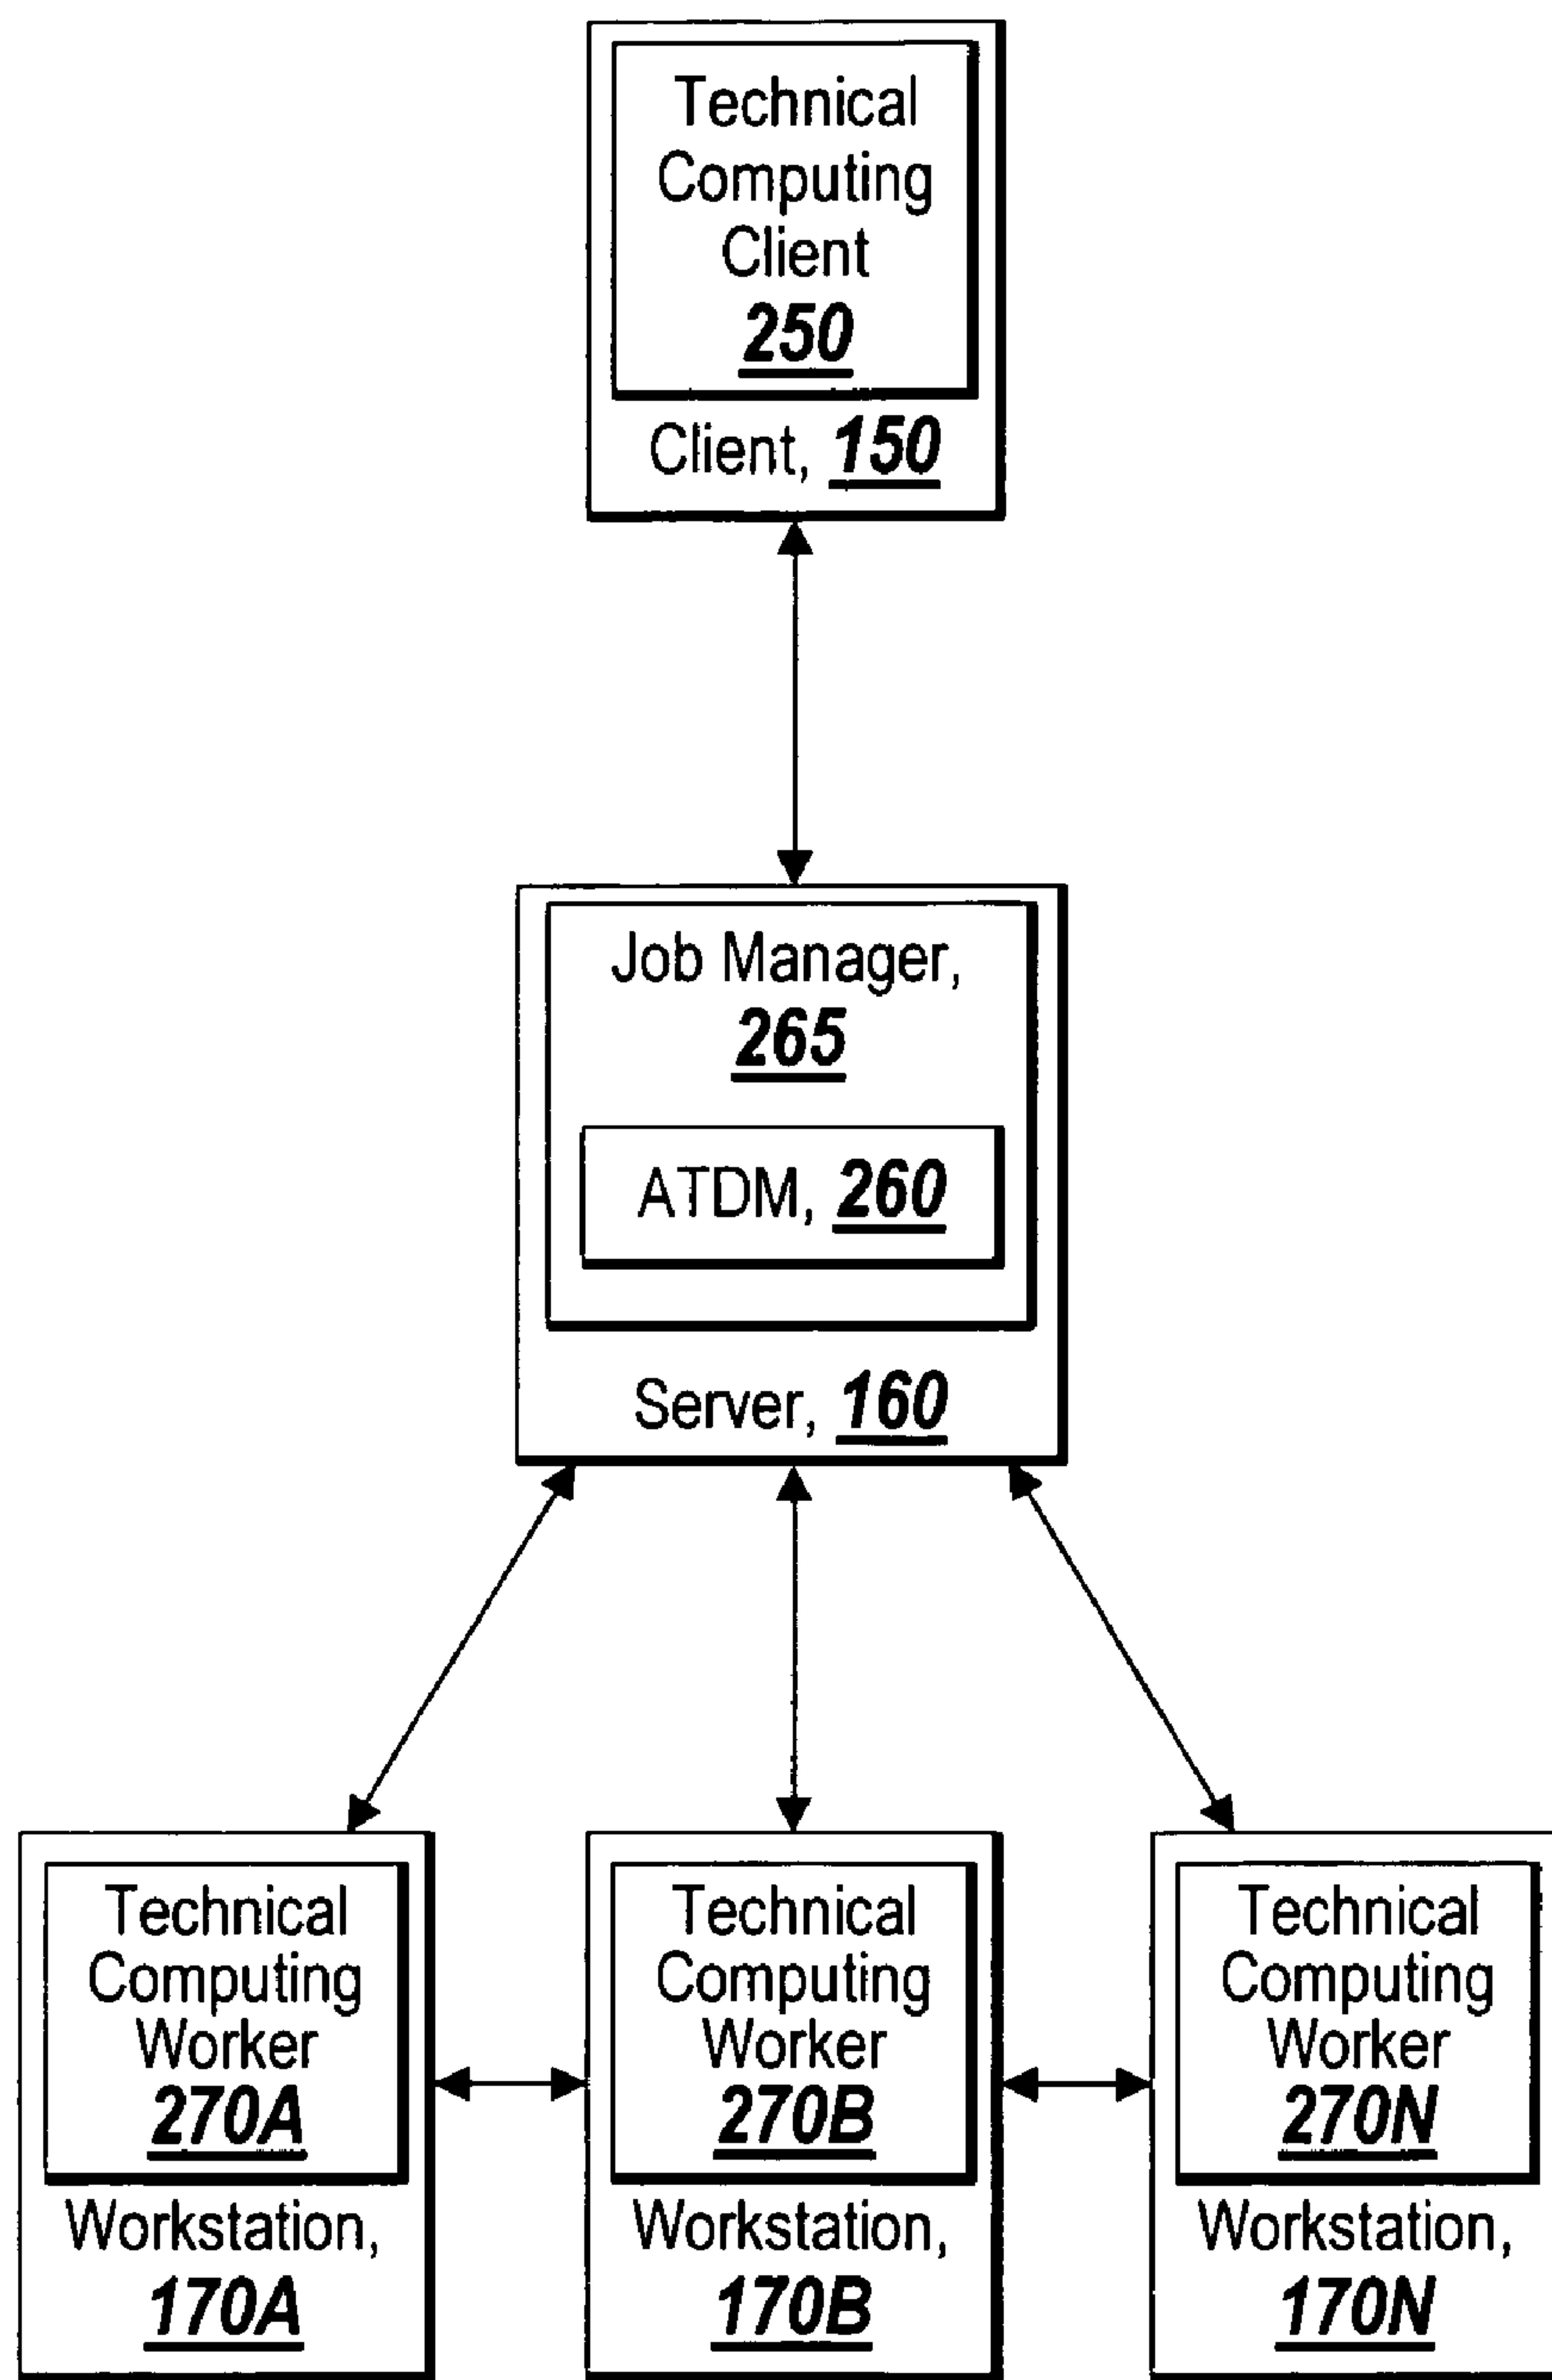 Technical
Computing
Client
250
Client, 150
Job Manager,
265
ATDM, 260
Server, 160
Technical
Computing
Worker
270A
Workstation,
170A
Technical
Computing
Worker
270B
Workstation,
170B
Technical
Computing
Worker
270N
Workstation,
170N